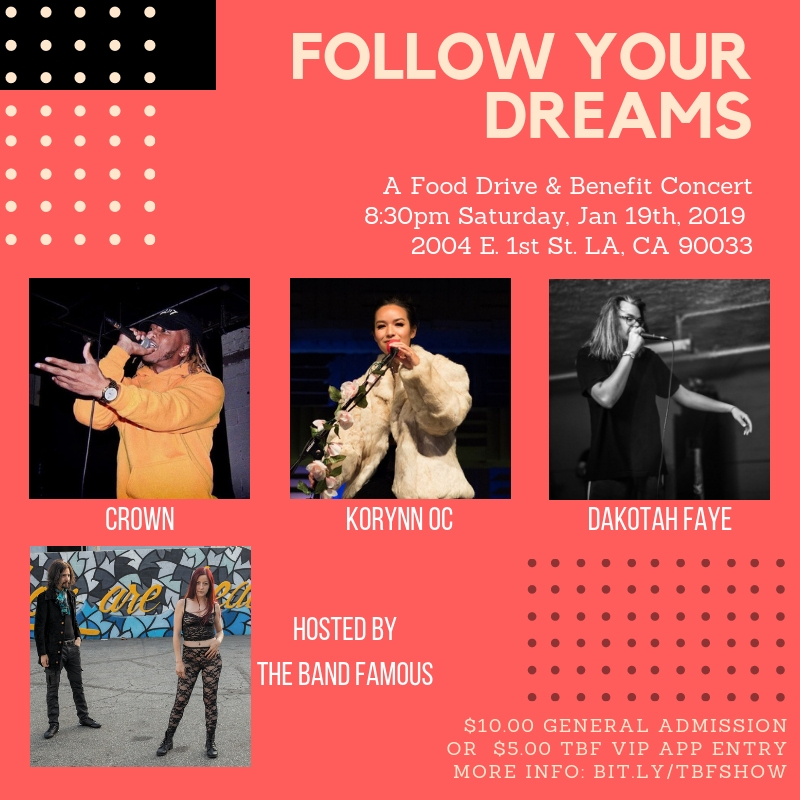 FOLLOW YOUR
DREAMS
A Food Drive & Benefit Concert
8:30pm Saturday, Jan 19th, 2019
2004 E. 1st St. LA, CA 90033
CROWN
KORYNN OC
DAKOTAH FAYE
are
HOSTED BY
THE BAND FAMOUS
$10.00 GENERAL ADMISSION
OR $5.00 TBF VIP APP ENTRY
MORE INFO: BIT.LY/TBFSHOW